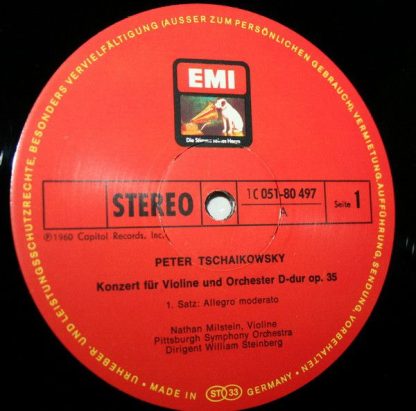 URHEBER- UND LEISTUNGSSCHUTZRECHTE, BESONDERS VERVIELFÄLTIGUNG (AUSSER ZUM PERSÖNLICHEN GEBRAUCH), VERMIETUNG, AUFFÜHRUNG, SENDUNG, VORBEHALTEN •
EMI
Die Stimme seines Herrn
STEREO
1C 051-80 497
A
Seite 1
Ⓟ1960 Capitol Records, Inc.
PETER TSCHAIKOWSKY
Konzert für Violine und Orchester D-dur op. 35
1. Satz: Allegro moderato
Nathan Milstein, Violine
Pittsburgh Symphony Orchestra
Dirigent William Steinberg
• MADE IN STO 33 GERMANY •